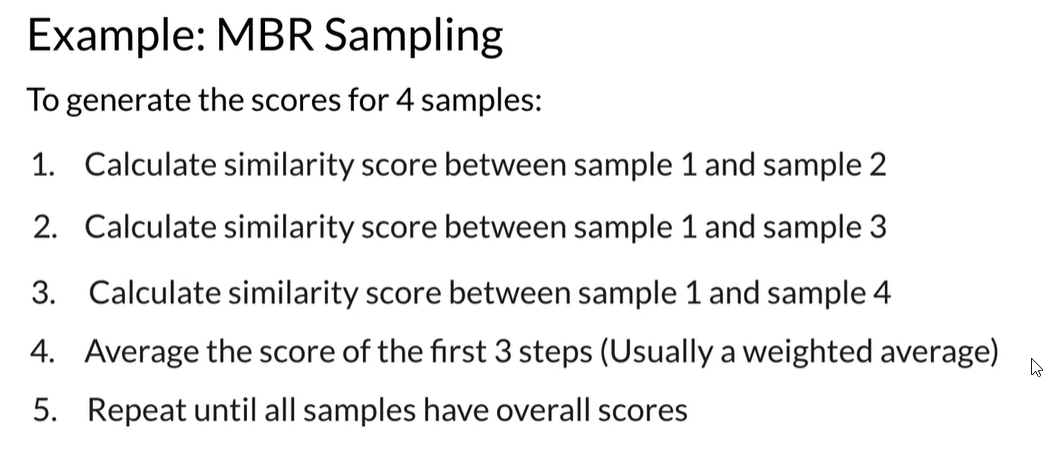 Example: MBR Sampling
To generate the scores for 4 samples:
1. Calculate similarity score between sample 1 and sample 2
2. Calculate similarity score between sample 1 and sample 3
3. Calculate similarity score between sample 1 and sample 4
4. Average the score of the first 3 steps (Usually a weighted average)
5. Repeat until all samples have overall scores